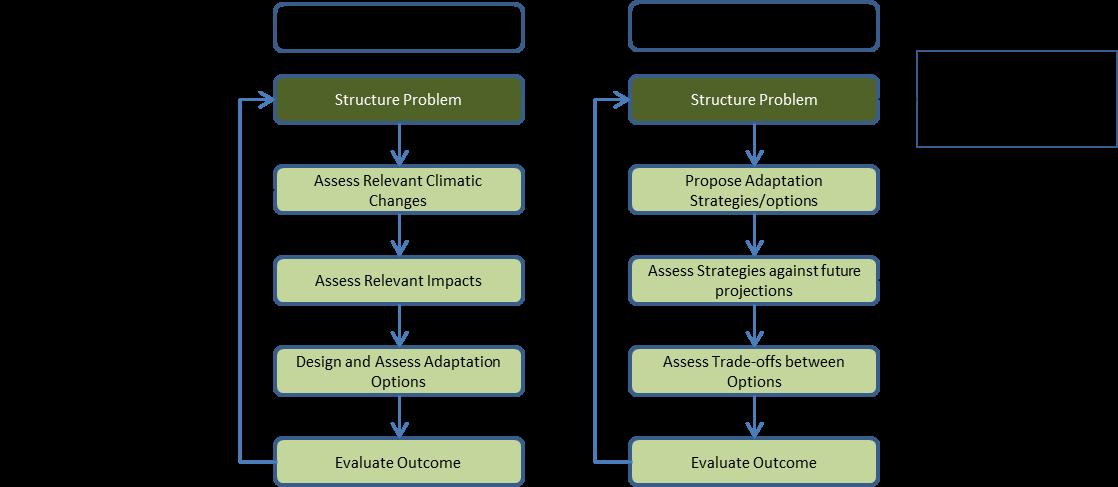 Structure Problem
Assess Relevant Climatic
Changes
Assess Relevant Impacts
Design and Assess Adaptation
Options
Evaluate Outcome
Structure Problem
Propose Adaptation
Strategies/options
Assess Strategies against future
projections
Assess Trade-offs between
Options
Evaluate Outcome